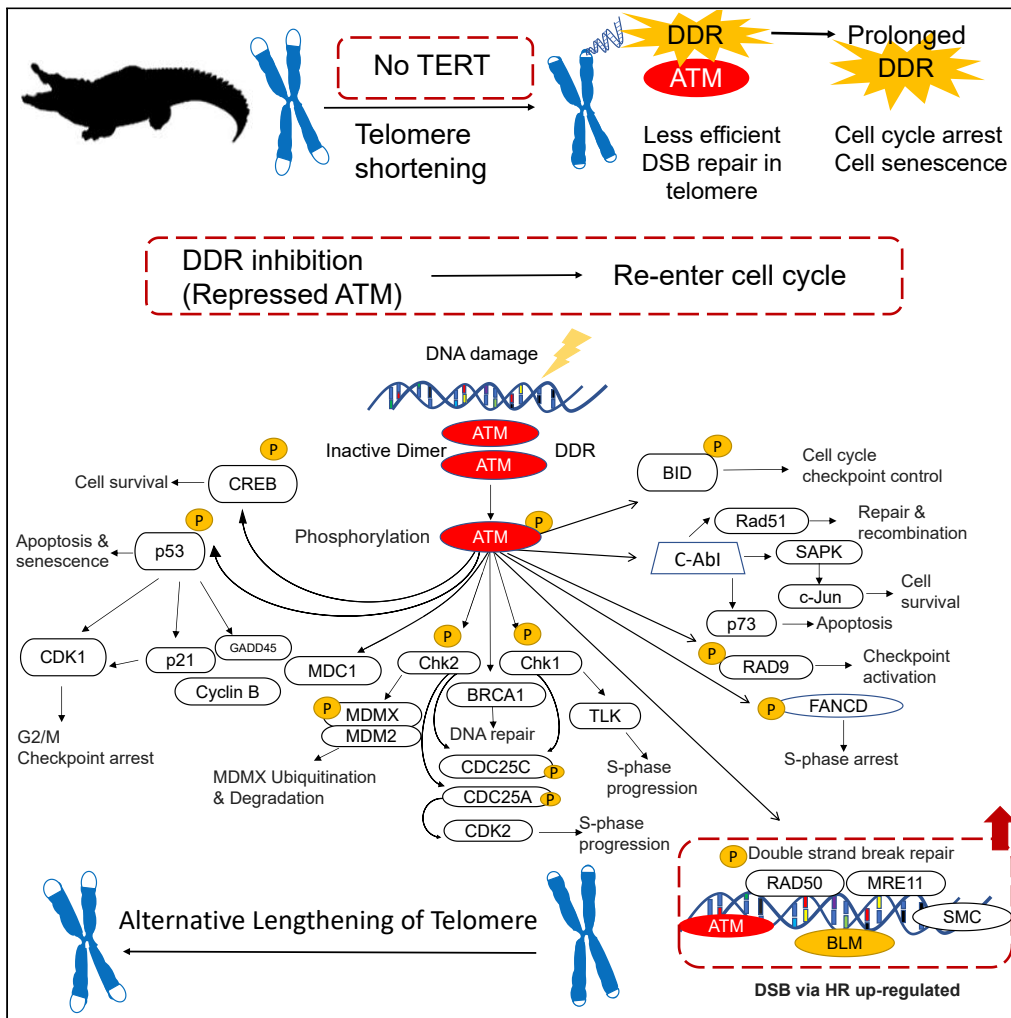 No TERT
Telomere
shortening
DDR
ATM
Less efficient
DSB repair in
telomere
Prolonged
DDR
Cell cycle arrest
Cell senescence
DDR inhibition
(Repressed ATM)
Re-enter cell cycle
DNA damage
ATM
Inactive Dimer
DDR
ATM
Phosphorylation
ATM
P
P
CREB
Cell survival
P
p53
Apoptosis &
senescence
CDK1
p21
GADD45
Cyclin B
G2/M
Checkpoint arrest
MDC1
P
Chk2
P
Chk1
BRCA1
DNA repair
P
MDMX
MDM2
MDMX Ubiquitination
& Degradation
TLK
S-phase
progression
CDC25C
P
CDC25A
P
CDK2
S-phase
progression
P
BID
Cell cycle
checkpoint control
C-Abl
Rad51
Repair &
recombination
SAPK
c-Jun
Cell
survival
p73
Apoptosis
P
RAD9
Checkpoint
activation
P
FANCD
S-phase arrest
P
Double strand break repair
RAD50
MRE11
SMC
ATM
BLM
DSB via HR up-regulated
Alternative Lengthening of Telomere